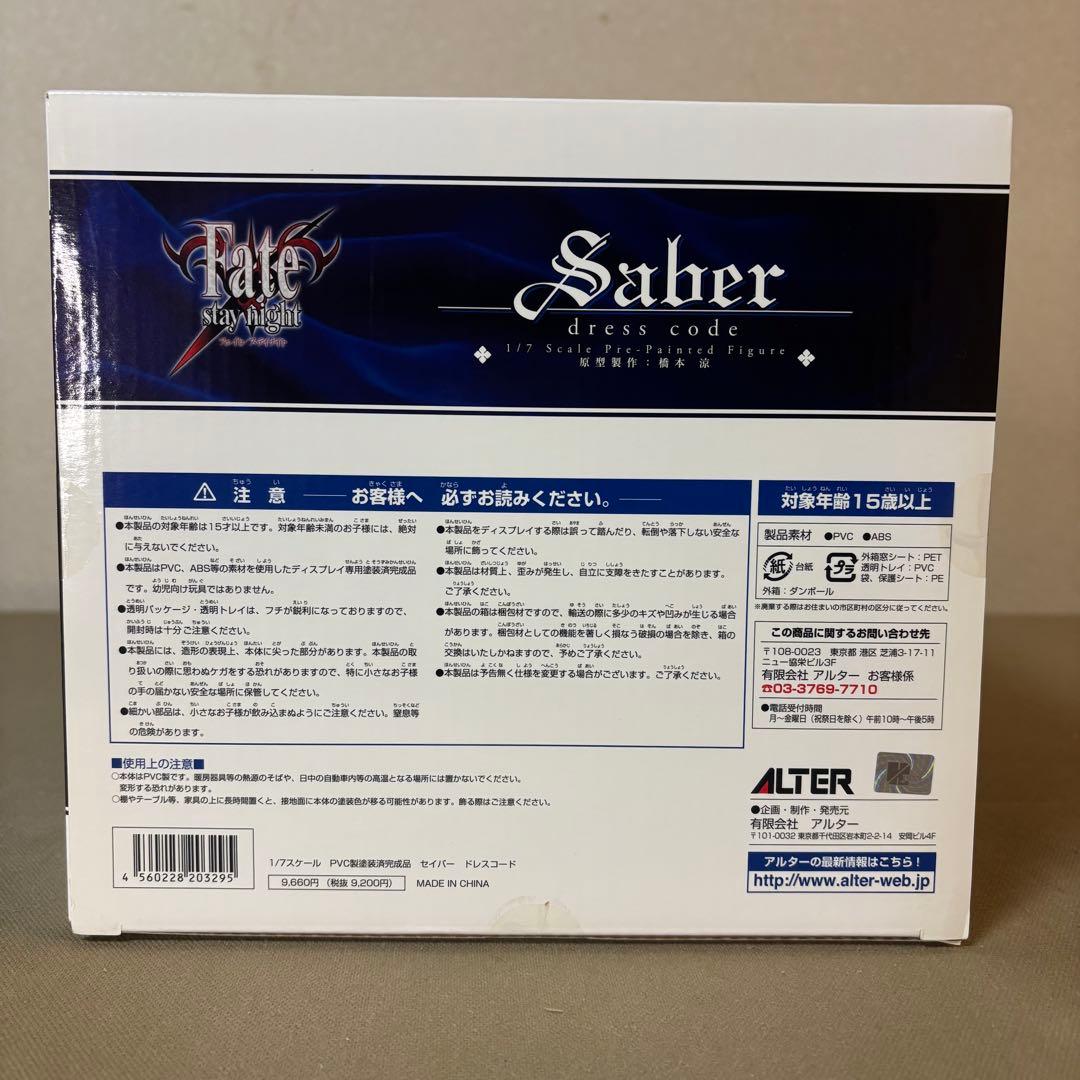 Fate
stay night
フェイト/ステイナイト
Saber
dress code
1/7 Scale Pre-Painted Figure
原型製作：橋本 涼
⚠ 注意 ―― お客様へ 必ずお読みください。――
●本製品の対象年齢は15才以上です。対象年齢未満のお子様には、絶対
に与えないでください。
●本製品はPVC、ABS等の素材を使用したディスプレイ専用塗装済完成品
です。幼児向け玩具ではありません。
●透明パッケージ・透明トレイは、フチが鋭利になっておりますので、
開封時は十分ご注意ください。
●本製品には、造形の表現上、本体に尖った部分があります。本製品の取
り扱いの際に思わぬケガをする恐れがありますので、特に小さなお子様
の手の届かない安全な場所に保管してください。
●細かい部品は、小さなお子様が飲み込まぬようにご注意ください。窒息等
の危険があります。
●本製品をディスプレイする際は誤って踏んだり、転倒や落下しない安全な
場所に飾ってください。
●本製品は材質上、歪みが発生し、自立に支障をきたすことがあります。
ご了承ください。
●本製品の箱は梱包材ですので、輸送の際に多少のキズや凹みが生じる場合
があります。梱包材としての機能を著しく損なう破損の場合を除き、箱の
交換はいたしかねますので、予めご了承ください。
●本製品は予告無く仕様を変更する場合がございます。ご了承ください。
対象年齢15歳以上
製品素材 ●PVC ●ABS
紙 台紙 プラ 外箱窓シート：PET
透明トレイ：PVC
袋、保護シート：PE
外箱：ダンボール
※廃棄する際はお住まいの市区町村の区分に従ってください。
この商品に関するお問い合わせ先
〒108-0023 東京都 港区 芝浦3-17-11
ニュー協栄ビル3F
有限会社 アルター お客様係
☎03-3769-7710
●電話受付時間
月～金曜日（祝祭日を除く）午前10時～午後5時
■使用上の注意■
○本体はPVC製です。暖房器具等の熱源のそばや、日中の自動車内等の高温となる場所には置かないでください。
変形する恐れがあります。
○棚やテーブル等、家具の上に長時間置くと、接地面に本体の塗装色が移る可能性があります。飾る際はご注意ください。
ALTER
●企画・制作・発売元
有限会社 アルター
〒101-0032 東京都千代田区岩本町2-2-14 安岡ビル4F
アルターの最新情報はこちら！
http://www.alter-web.jp
4 560228 203295
1/7スケール PVC製塗装済完成品 セイバー ドレスコード
9,660円（税抜 9,200円）
MADE IN CHINA